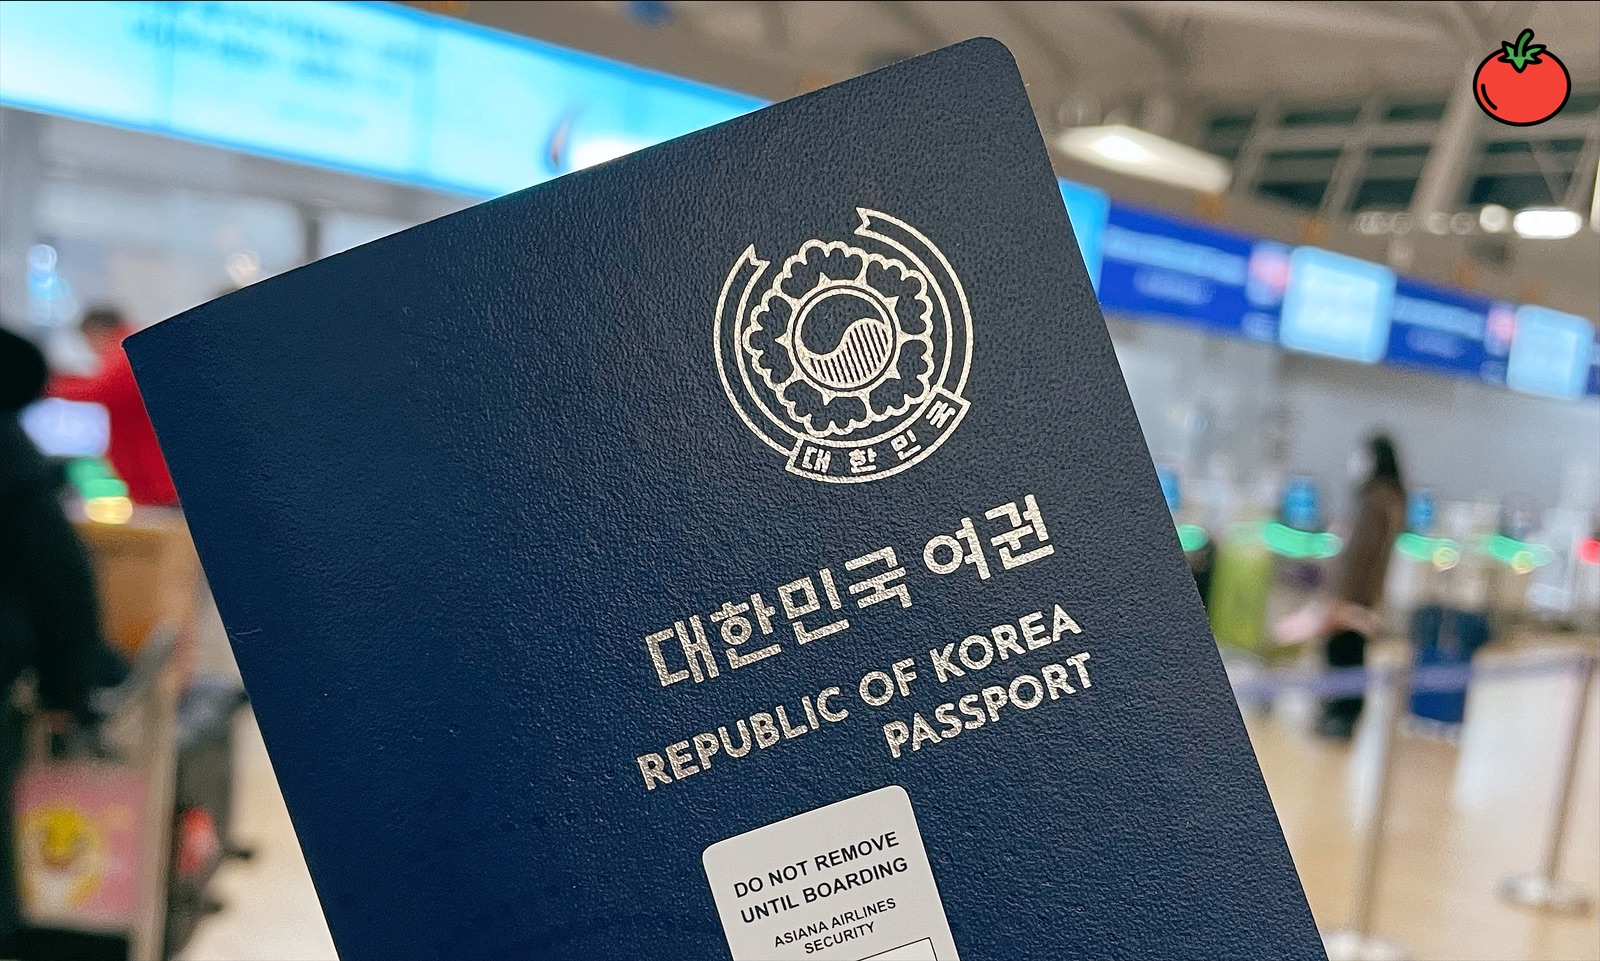 대한민국
대한민국 여권
REPUBLIC OF KOREA
PASSPORT
DO NOT REMOVE
UNTIL BOARDING
ASIANA AIRLINES
SECURITY